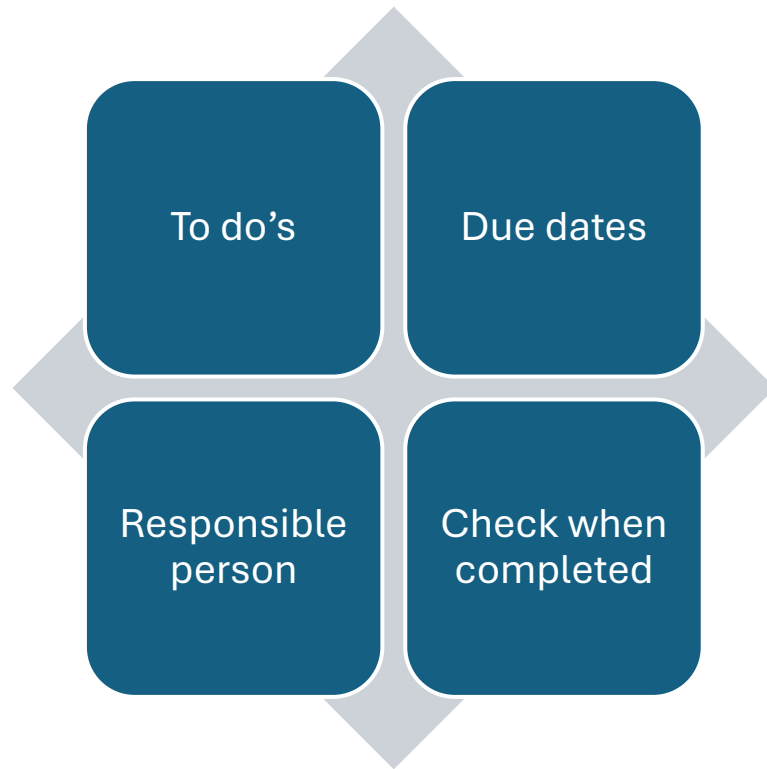 To do’s
Due dates
Responsible
person
Check when
completed